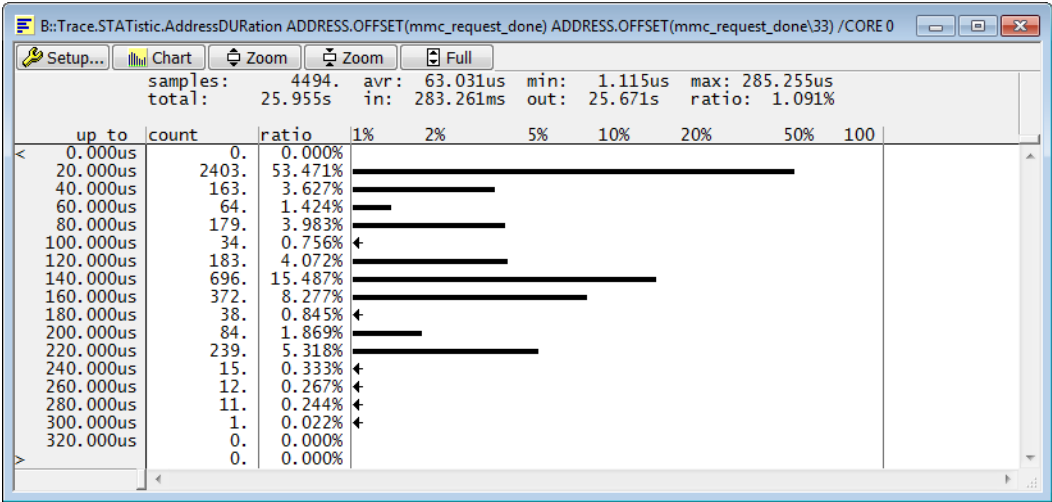 B::Trace.STATistic.AddressDURation ADDRESS.OFFSET(mmc_request_done) ADDRESS.OFFSET(mmc_request_done\33) /CORE 0
Setup... Chart Zoom Zoom Full
samples: 4494. avr: 63.031us min: 1.115us max: 285.255us
total: 25.955s in: 283.261ms out: 25.671s ratio: 1.091%
up to count ratio 1% 2% 5% 10% 20% 50% 100
< 0.000us 0. 0.000%
20.000us 2403. 53.471%
40.000us 163. 3.627%
60.000us 64. 1.424%
80.000us 179. 3.983%
100.000us 34. 0.756%
120.000us 183. 4.072%
140.000us 696. 15.487%
160.000us 372. 8.277%
180.000us 38. 0.845%
200.000us 84. 1.869%
220.000us 239. 5.318%
240.000us 15. 0.333%
260.000us 12. 0.267%
280.000us 11. 0.244%
300.000us 1. 0.022%
320.000us 0. 0.000%
> 0. 0.000%